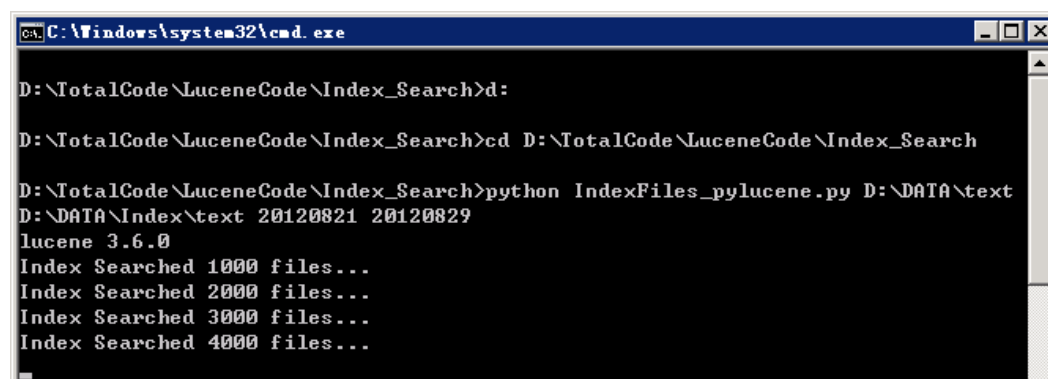 C:\Windows\system32\cmd.exe
D:\TotalCode\LuceneCode\Index_Search>d:
D:\TotalCode\LuceneCode\Index_Search>cd D:\TotalCode\LuceneCode\Index_Search
D:\TotalCode\LuceneCode\Index_Search>python IndexFiles_pylucene.py D:\DATA\text
D:\DATA\Index\text 20120821 20120829
lucene 3.6.0
Index Searched 1000 files...
Index Searched 2000 files...
Index Searched 3000 files...
Index Searched 4000 files...